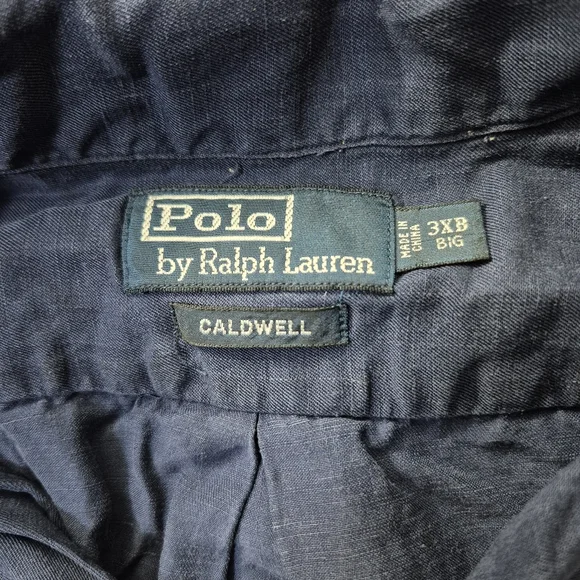 Polo
by Ralph Lauren
MADE IN
CHINA
3XB
BIG
CALDWELL